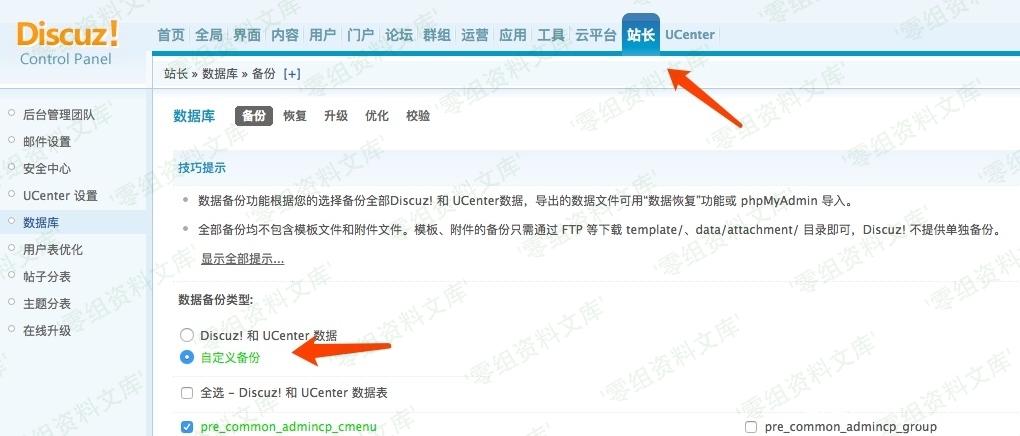 Discuz!
Control Panel
首页 全局 界面 内容 用户 门户 论坛 群组 运营 应用 工具 云平台 站长 UCenter
站长 » 数据库 » 备份 [+]
后台管理团队
邮件设置
安全中心
UCenter 设置
数据库
用户表优化
帖子分表
主题分表
在线升级
数据库 备份 恢复 升级 优化 校验
技巧提示
数据备份功能根据您的选择备份全部Discuz! 和 UCenter数据，导出的数据文件可用“数据恢复”功能或 phpMyAdmin 导入。
全部备份均不包含模板文件和附件文件。模板、附件的备份只需通过 FTP 等下载 template/、data/attachment/ 目录即可，Discuz! 不提供单独备份。
显示全部提示...
数据备份类型:
Discuz! 和 UCenter 数据
自定义备份
全选 - Discuz! 和 UCenter 数据表
pre_common_admincp_cmenu pre_common_admincp_group
'零组资料文库'